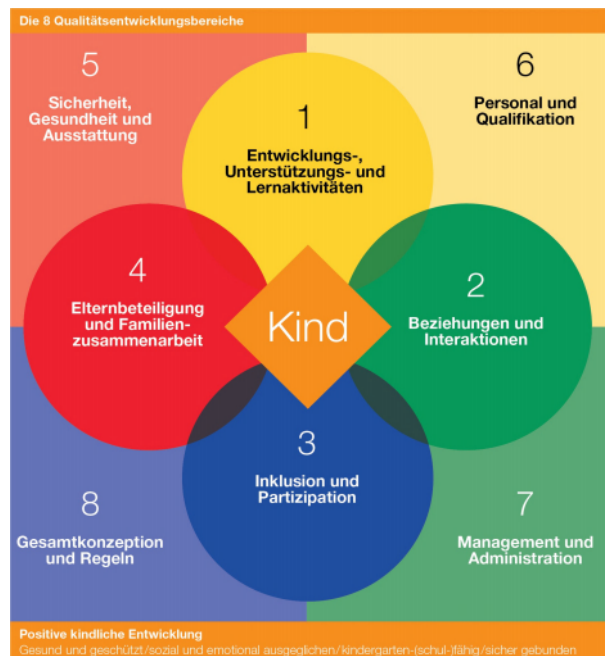 Die 8 Qualitätsentwicklungsbereiche
5
Sicherheit,
Gesundheit und
Ausstattung
1
Entwicklungs-,
Unterstützungs- und
Lernaktivitäten
6
Personal und
Qualifikation
4
Elternbeteiligung
und Familien-
zusammenarbeit
Kind
2
Beziehungen und
Interaktionen
3
Inklusion und
Partizipation
8
Gesamtkonzeption
und Regeln
7
Management und
Administration
Positive kindliche Entwicklung
Gesund und geschützt/sozial und emotional ausgeglichen/kindergarten-(schul-)fähig/sicher gebunden